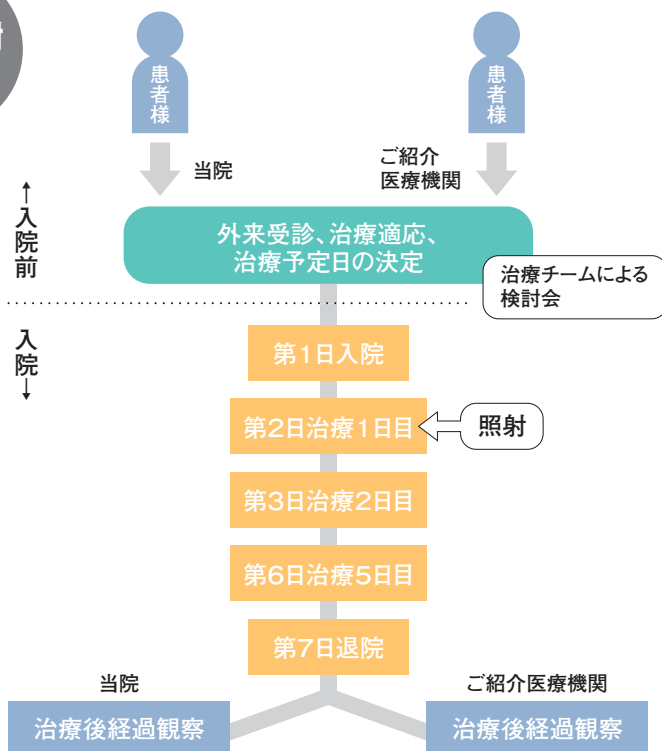 患者様
患者様
当院
ご紹介
医療機関
↑入院前
外来受診、治療適応、
治療予定日の決定
治療チームによる
検討会
入院↓
第1日入院
第2日治療1日目
照射
第3日治療2日目
第6日治療5日目
第7日退院
当院
ご紹介医療機関
治療後経過観察
治療後経過観察